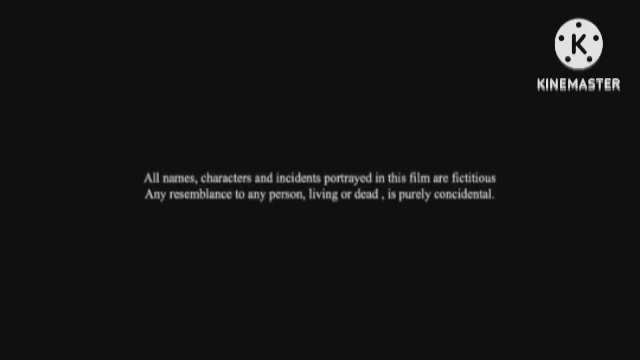 KINEMASTER
All names, characters and incidents portrayed in this film are fictitious
Any resemblance to any person, living or dead , is purely concidental.